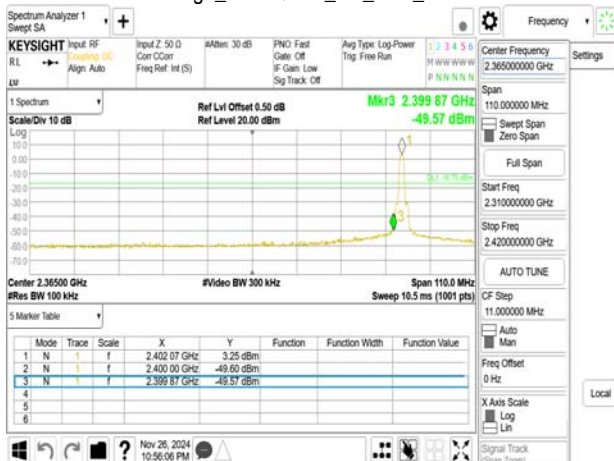 Spectrum Analyzer 1
Swept SA
+
Frequency
KEYSIGHT
RL
Input: RF
Coupling: DC
Align: Auto
Input Z: 50 Ω
Corr CCorr
Freq Ref: Int (S)
#Atten: 30 dB
PNO: Fast
Gate: Off
IF Gain: Low
Sig Track: Off
Avg Type: Log-Power
Trig: Free Run
1 2 3 4 5 6
M W W W W W
P N N N N N
1 Spectrum
Scale/Div 10 dB
Ref Lvl Offset 0.50 dB
Ref Level 20.00 dBm
Mkr3 2.399 87 GHz
-49.57 dBm
Log
10.0
0.00
-10.0
-20.0
-30.0
-40.0
-50.0
-60.0
-70.0
1
3
Center 2.36500 GHz
#Video BW 300 kHz
Span 110.0 MHz
#Res BW 100 kHz
Sweep 10.5 ms (1001 pts)
5 Marker Table
Mode Trace Scale X Y Function Function Width Function Value
1 N 1 f 2.402 07 GHz 3.25 dBm
2 N 1 f 2.400 00 GHz -49.60 dBm
3 N 1 f 2.399 87 GHz -49.57 dBm
4
5
6
Nov 26, 2024
10:56:06 PM
?
Center Frequency
2.365000000 GHz
Span
110.000000 MHz
Swept Span
Zero Span
Full Span
Start Freq
2.310000000 GHz
Stop Freq
2.420000000 GHz
AUTO TUNE
CF Step
11.000000 MHz
Auto
Man
Freq Offset
0 Hz
X Axis Scale
Log
Lin
Signal Track
(Span Zoom)
Settings
Local